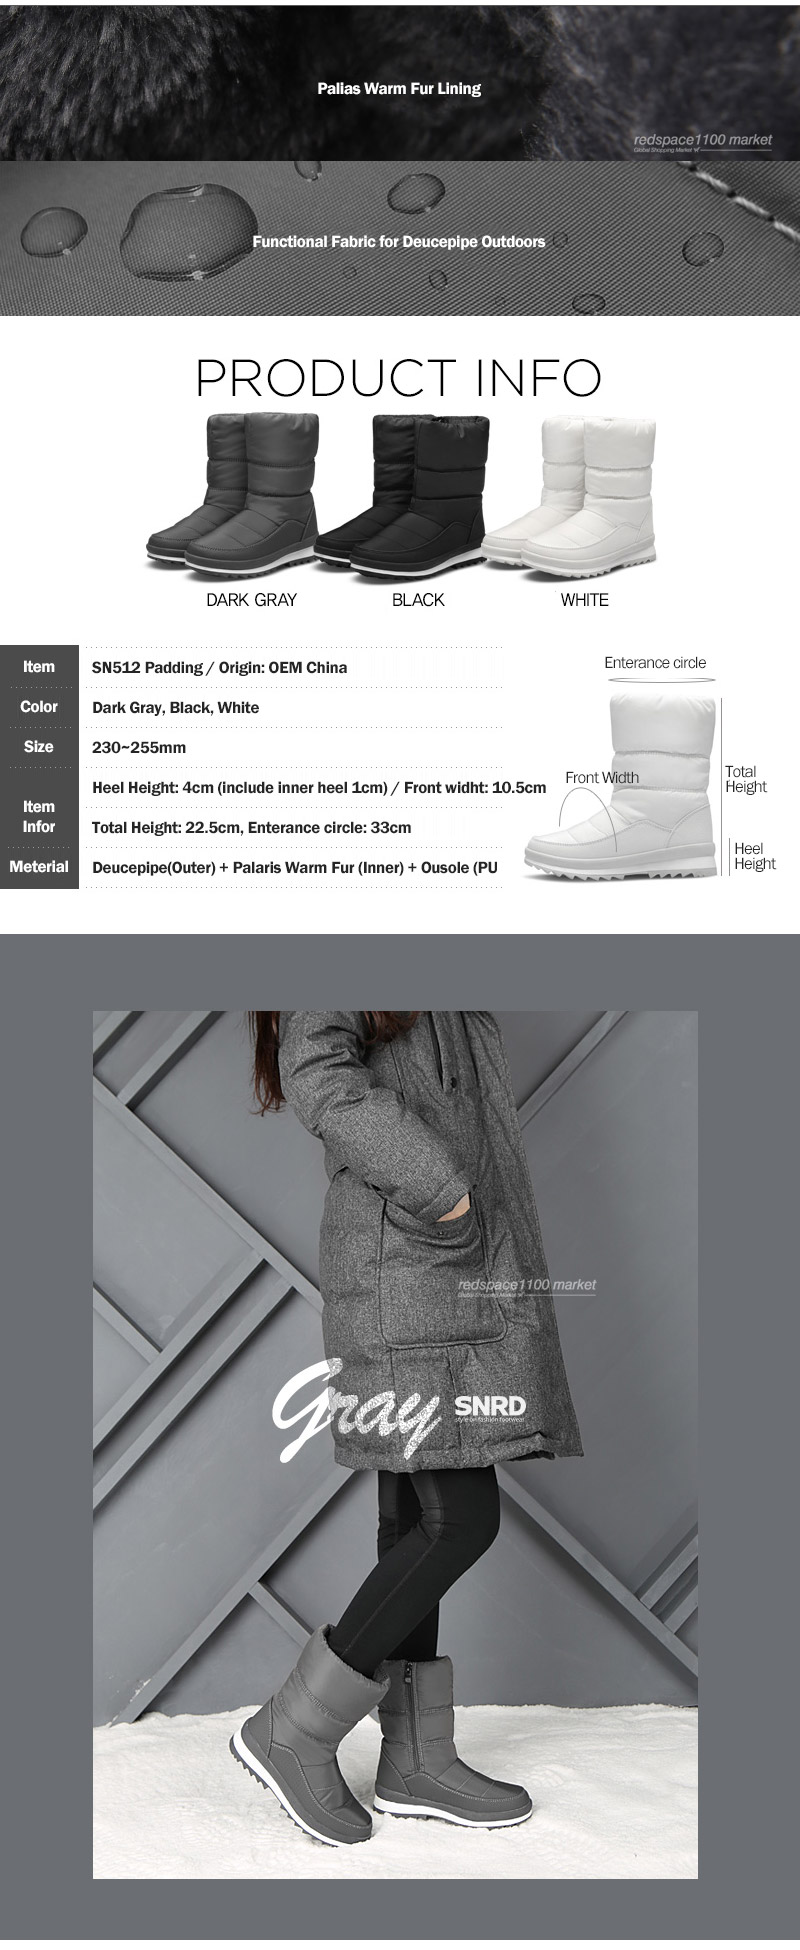 Palias Warm Fur Lining
redspace1100 market
Global Shopping Market
Functional Fabric for Deucepipe Outdoors
PRODUCT INFO
DARK GRAY
BLACK
WHITE
Item
SN512 Padding / Origin: OEM China
Color
Dark Gray, Black, White
Size
230~255mm
Item
Infor
Heel Height: 4cm (include inner heel 1cm) / Front widht: 10.5cm
Total Height: 22.5cm, Enterance circle: 33cm
Meterial
Deucepipe(Outer) + Palaris Warm Fur (Inner) + Ousole (PU
Enterance circle
Front Width
Total
Height
Heel
Height
redspace1100 market
Global Shopping Market
Gray
SNRD
style on fashion footwear